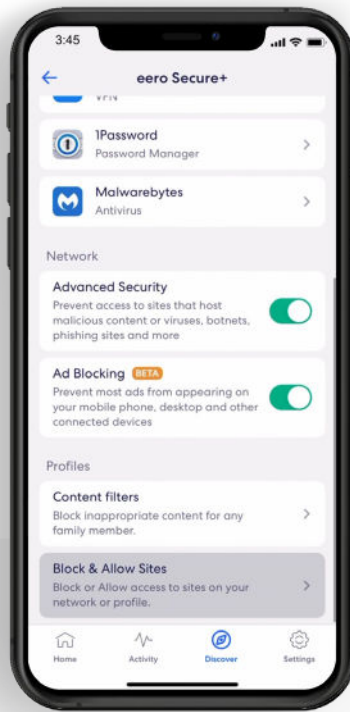 3:45
eero Secure+
VPN
1Password
Password Manager
Malwarebytes
Antivirus
Network
Advanced Security
Prevent access to sites that host
malicious content or viruses, botnets,
phishing sites and more
Ad Blocking BETA
Prevent most ads from appearing on
your mobile phone, desktop and other
connected devices
Profiles
Content filters
Block inappropriate content for any
family member.
Block & Allow Sites
Block or Allow access to sites on your
network or profile.
Home Activity Discover Settings